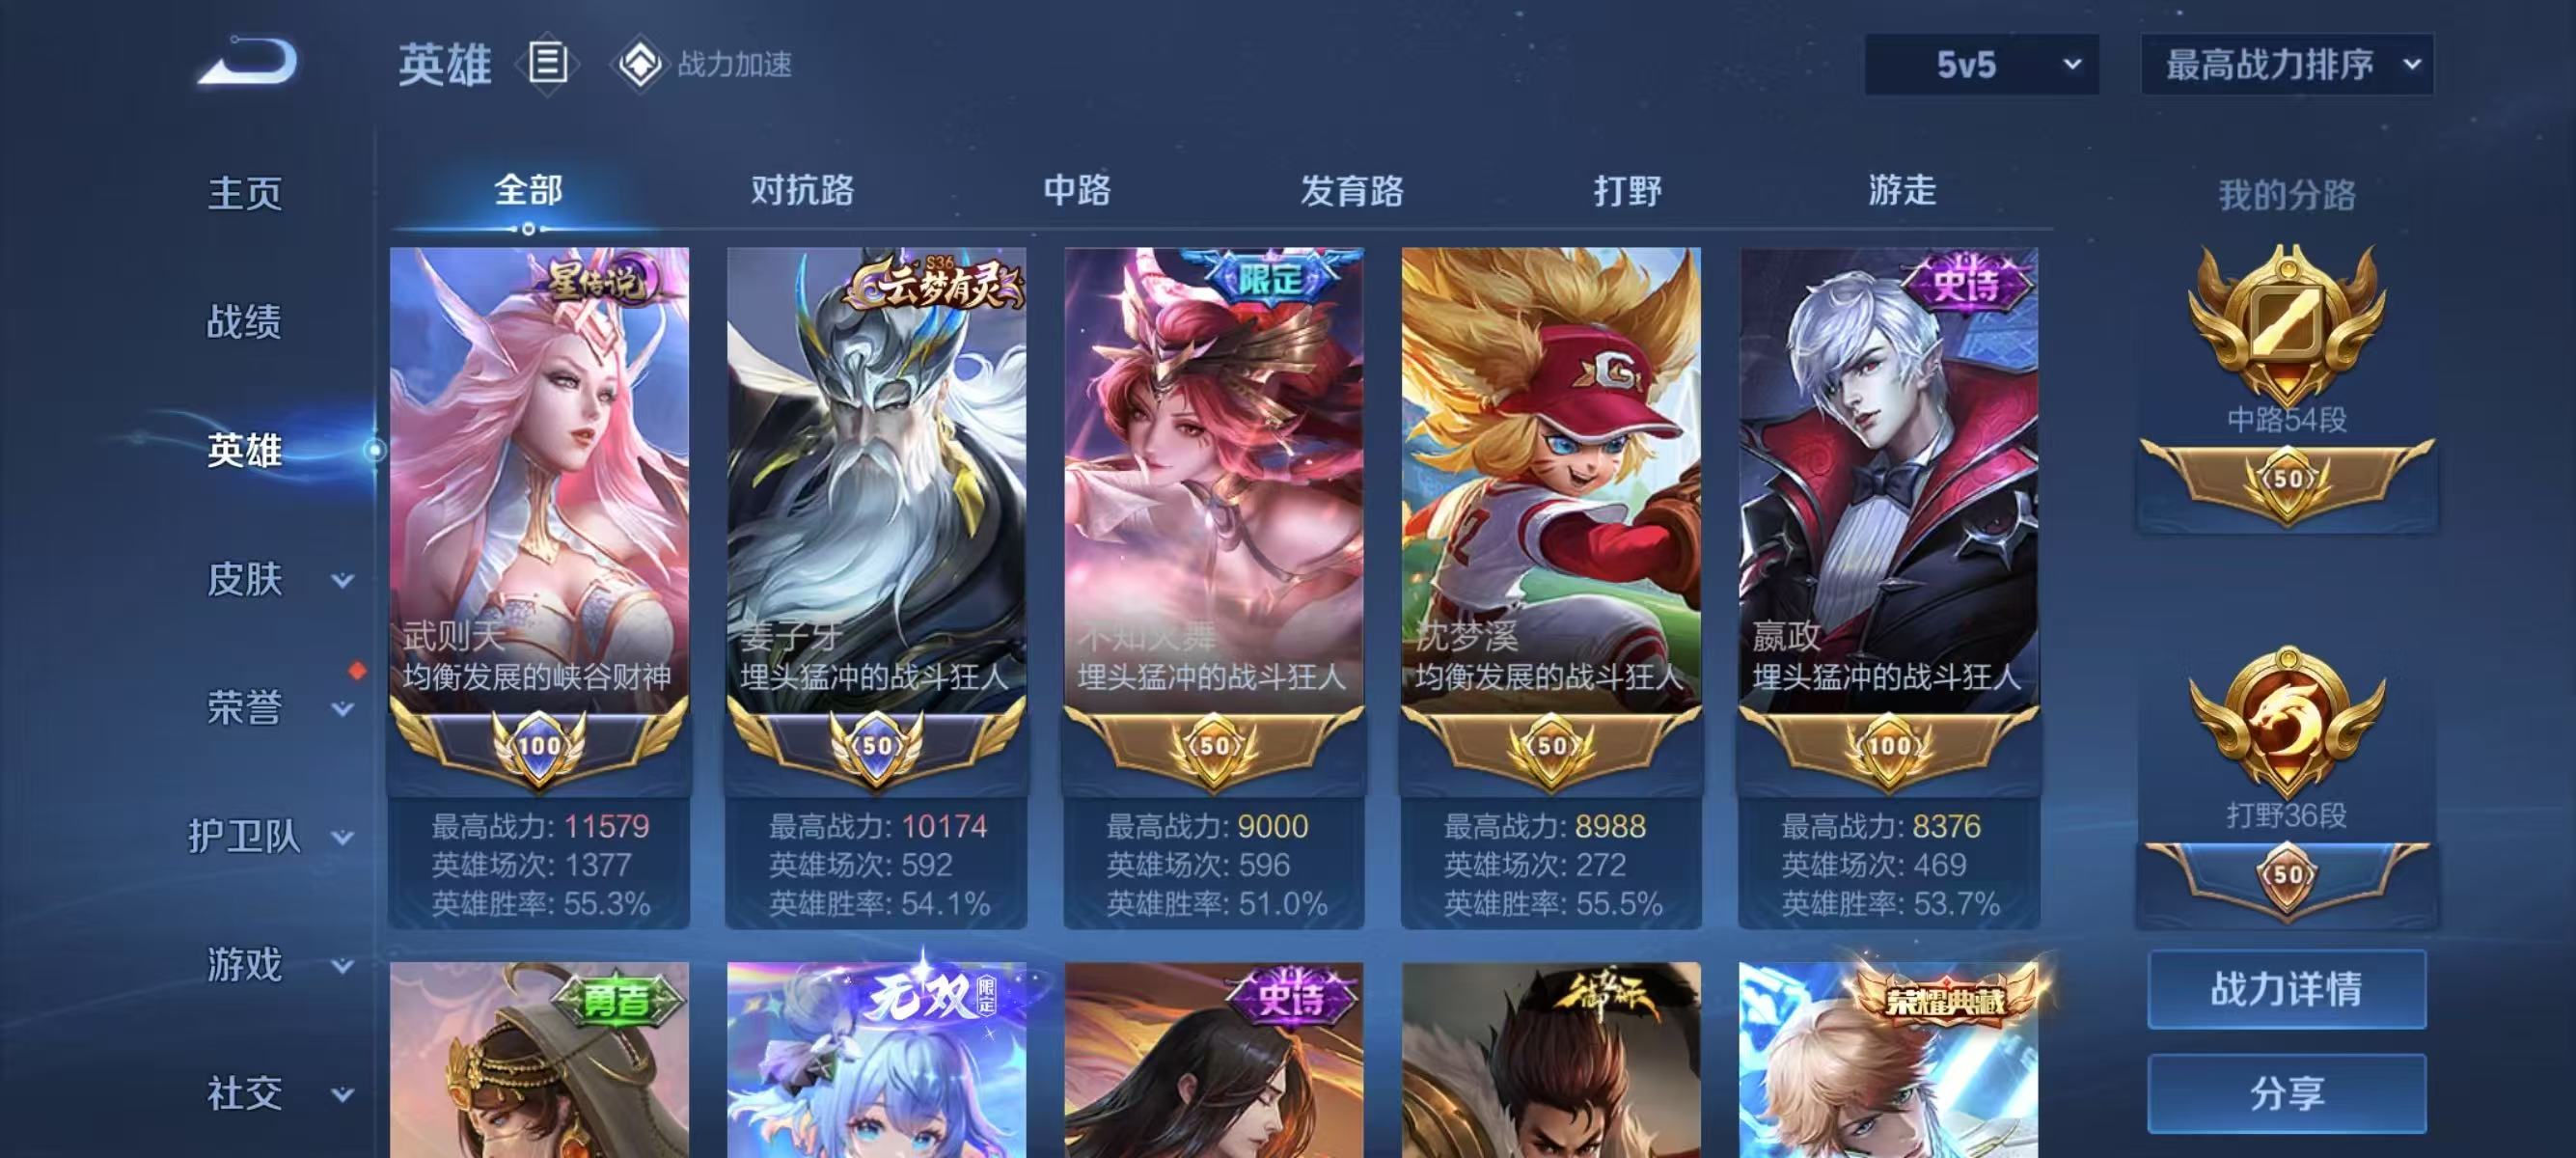 英雄
战力加速
5v5
最高战力排序
主页
战绩
英雄
皮肤
荣誉
护卫队
游戏
社交
全部
对抗路
中路
发育路
打野
游走
星传说
武则天
均衡发展的峡谷财神
100
最高战力: 11579
英雄场次: 1377
英雄胜率: 55.3%
S36
云梦有灵
姜子牙
埋头猛冲的战斗狂人
50
最高战力: 10174
英雄场次: 592
英雄胜率: 54.1%
限定
不知火舞
埋头猛冲的战斗狂人
50
最高战力: 9000
英雄场次: 596
英雄胜率: 51.0%
G
沈梦溪
均衡发展的战斗狂人
50
最高战力: 8988
英雄场次: 272
英雄胜率: 55.5%
史诗
嬴政
埋头猛冲的战斗狂人
100
最高战力: 8376
英雄场次: 469
英雄胜率: 53.7%
勇者
无双
限定
史诗
荣耀典藏
我的分路
中路54段
50
打野36段
50
战力详情
分享